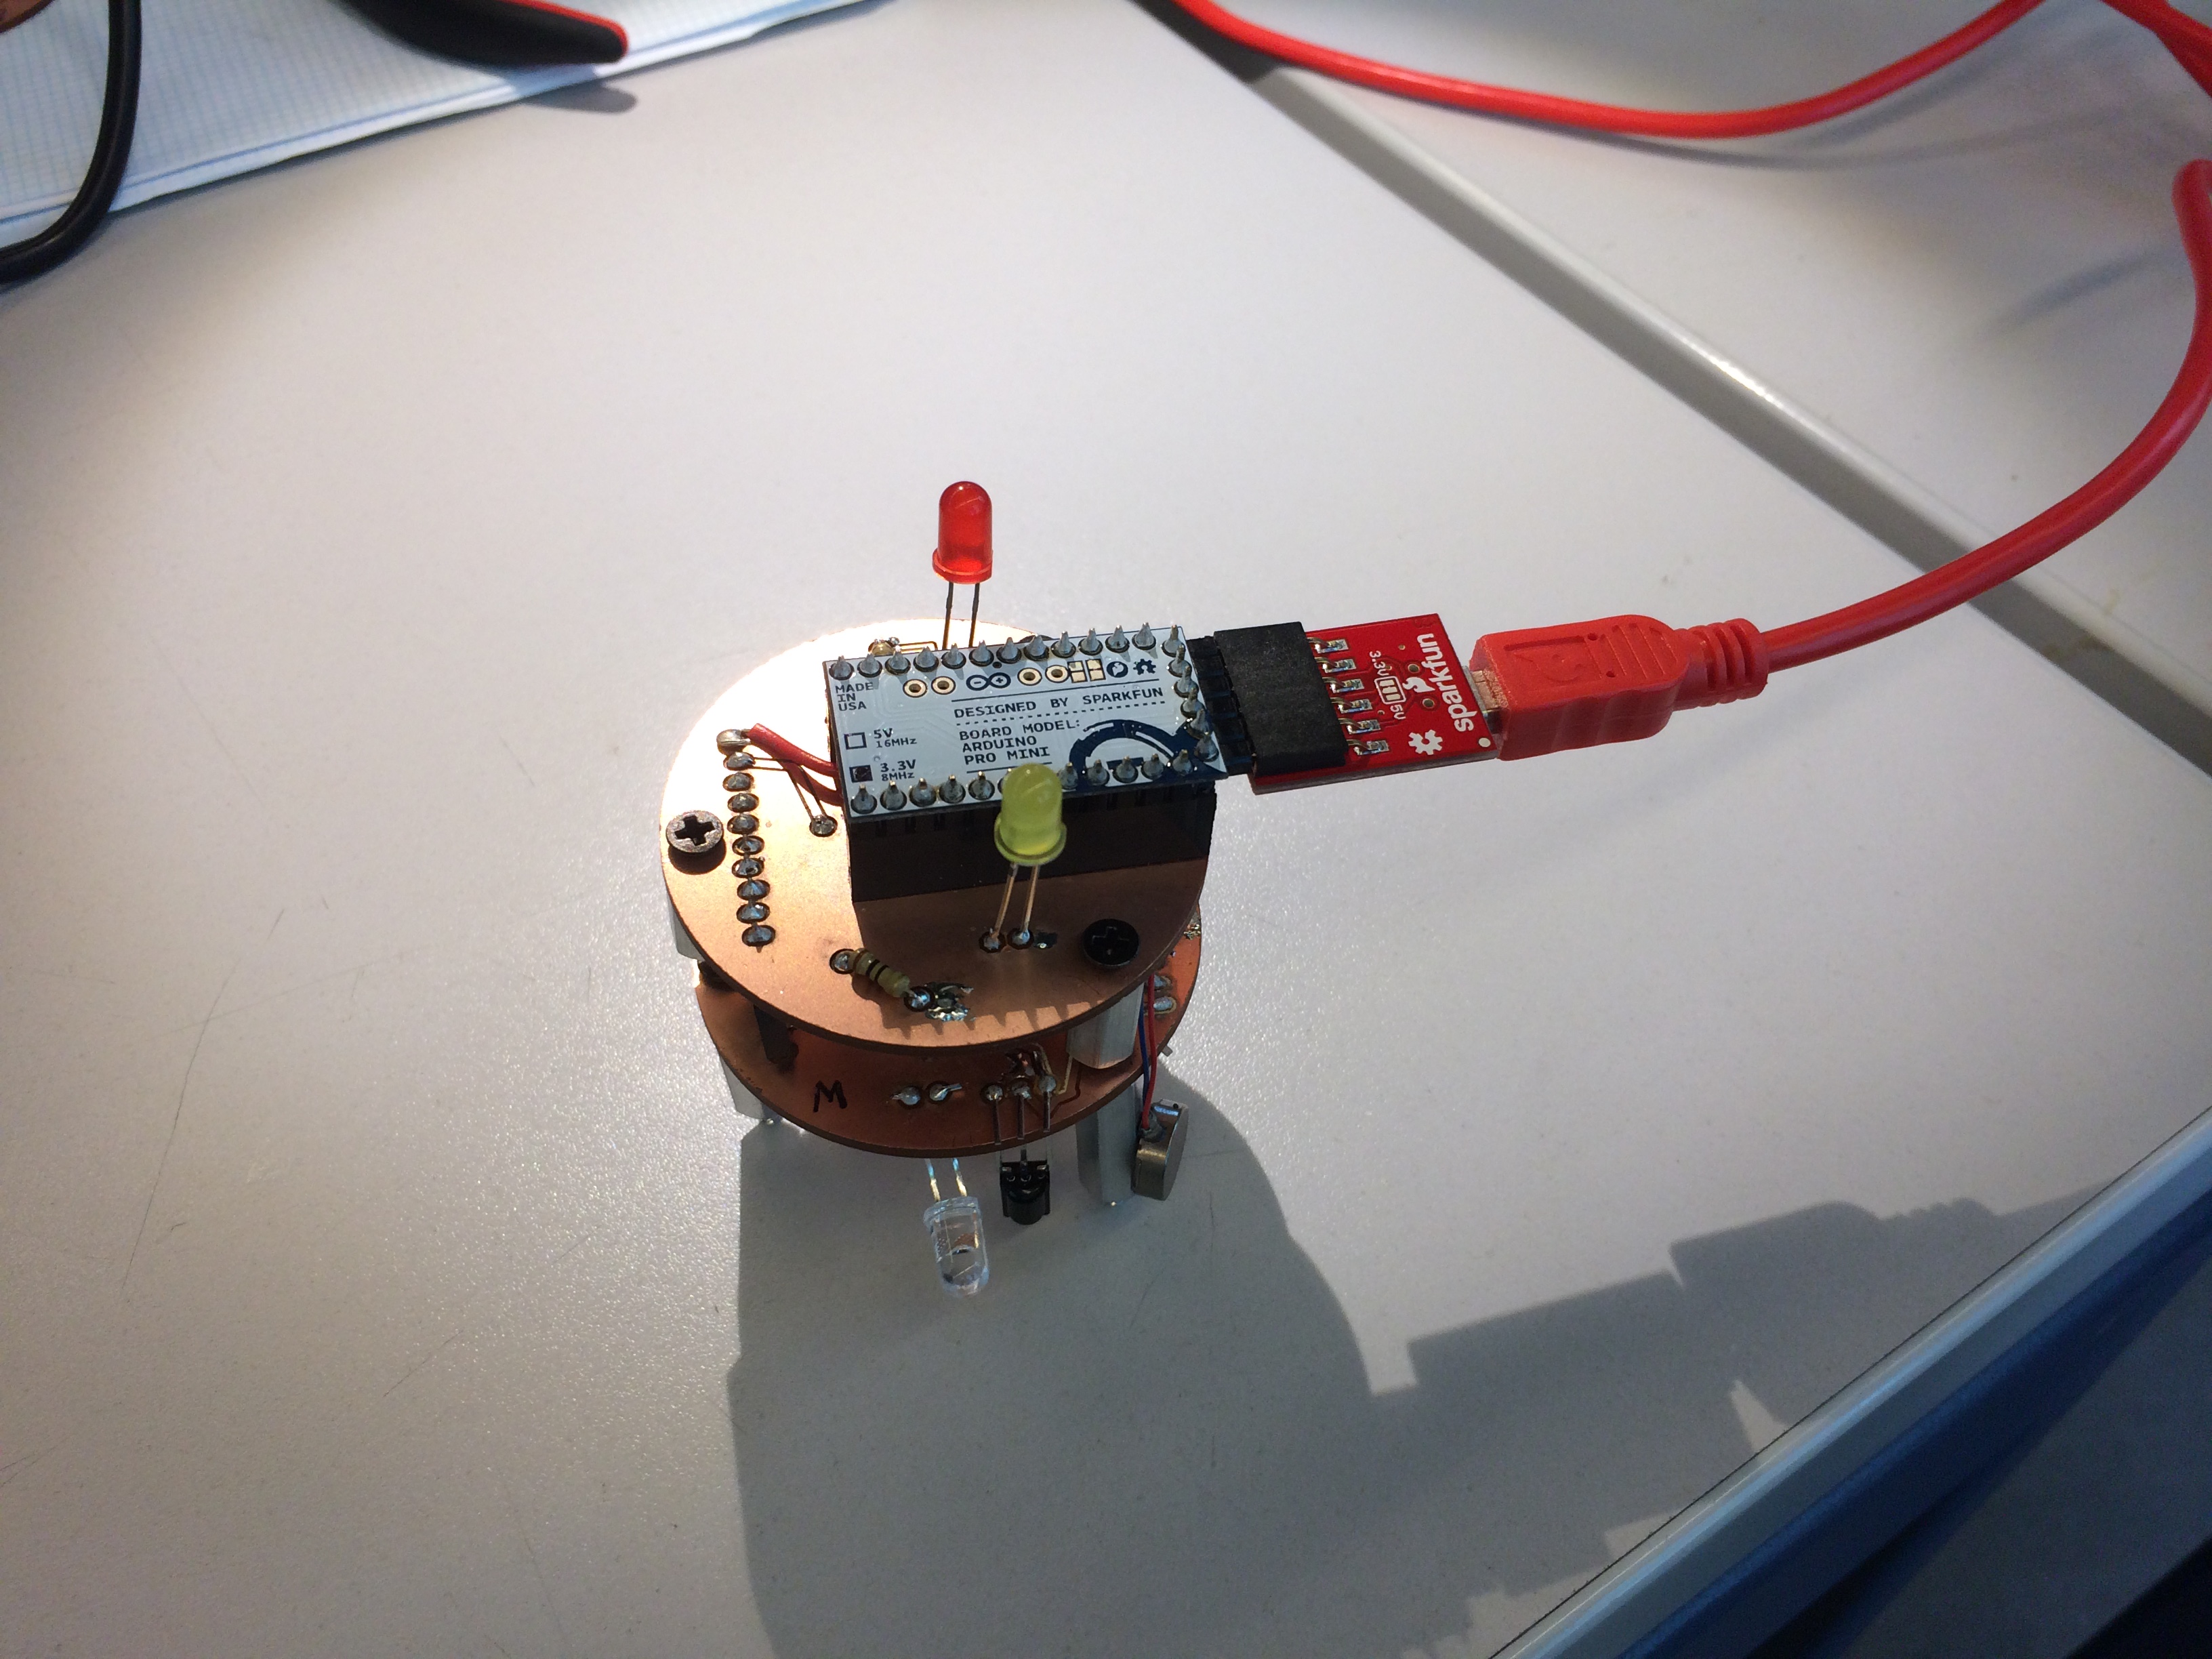 MADE
IN
USA
DESIGNED BY SPARKFUN
5V
16MHz
BOARD MODEL:
ARDUINO
PRO MINI
3.3V
8MHz
3.3V
5V
sparkfun
M